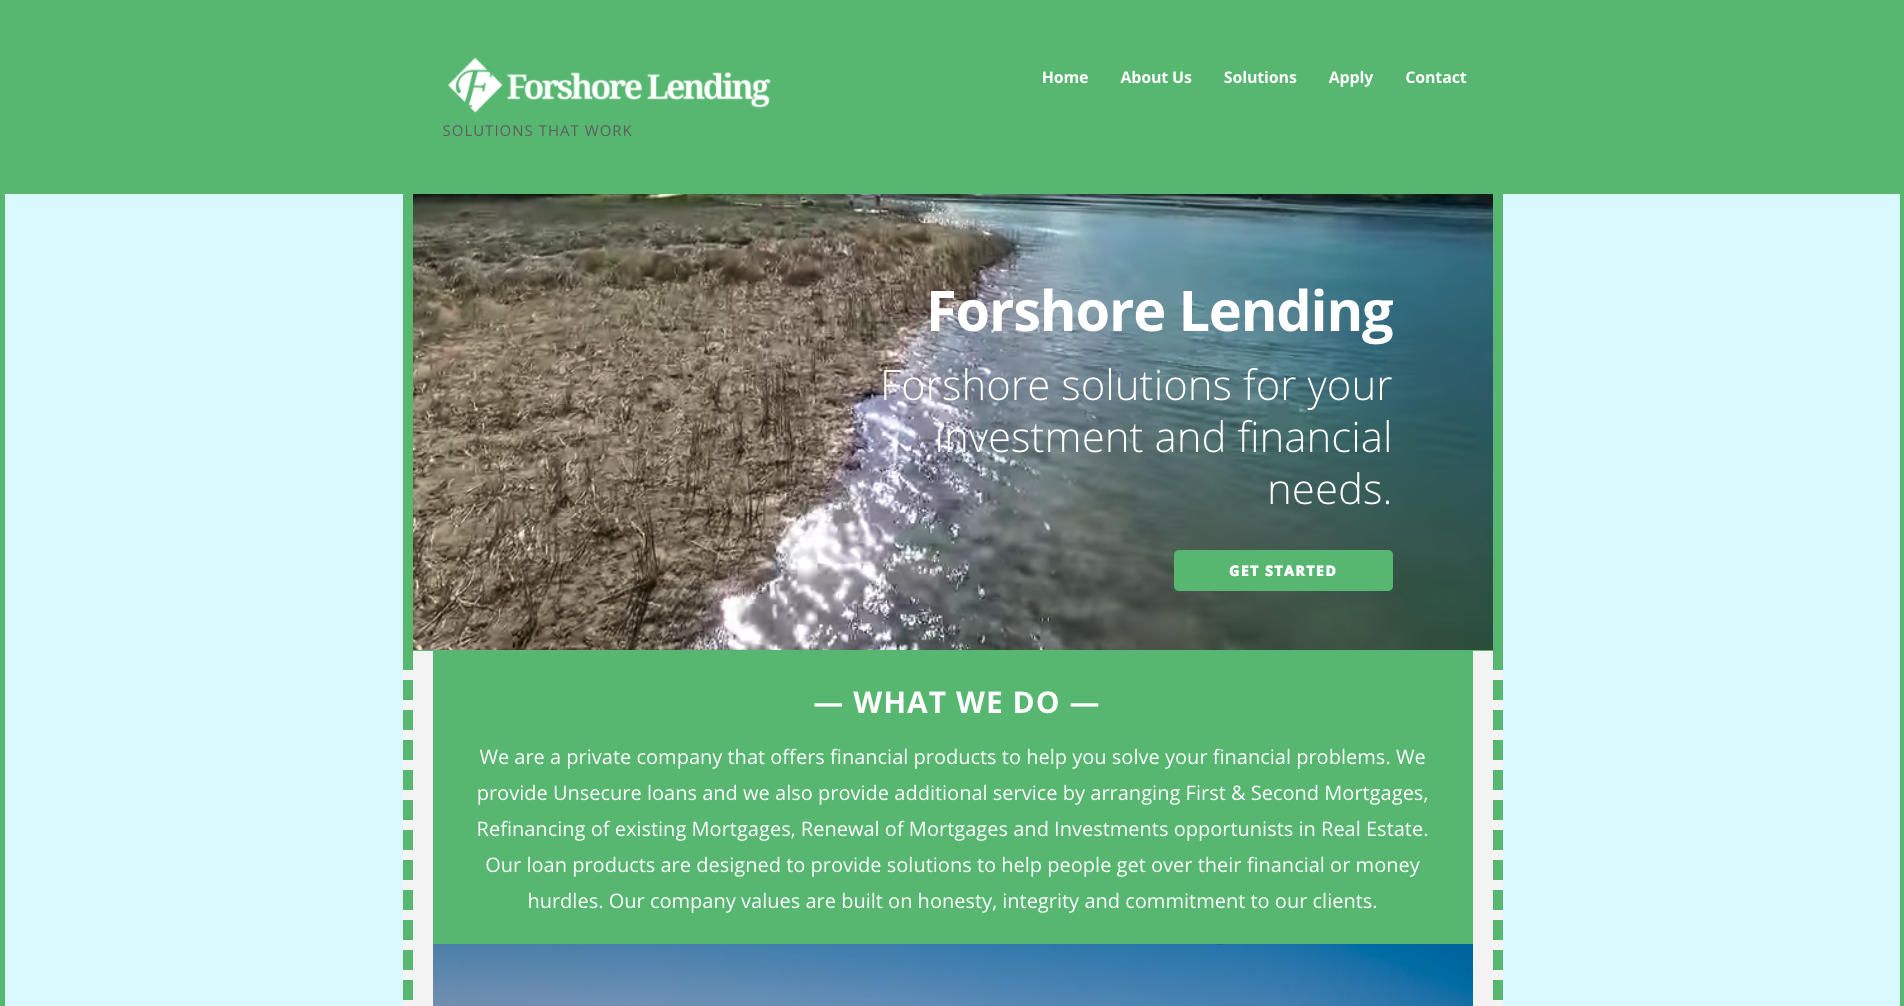 Forshore Lending
SOLUTIONS THAT WORK
Home About Us Solutions Apply Contact
Forshore Lending
Forshore solutions for your
investment and financial
needs.
GET STARTED
— WHAT WE DO —
We are a private company that offers financial products to help you solve your financial problems. We
provide Unsecure loans and we also provide additional service by arranging First & Second Mortgages,
Refinancing of existing Mortgages, Renewal of Mortgages and Investments opportunists in Real Estate.
Our loan products are designed to provide solutions to help people get over their financial or money
hurdles. Our company values are built on honesty, integrity and commitment to our clients.